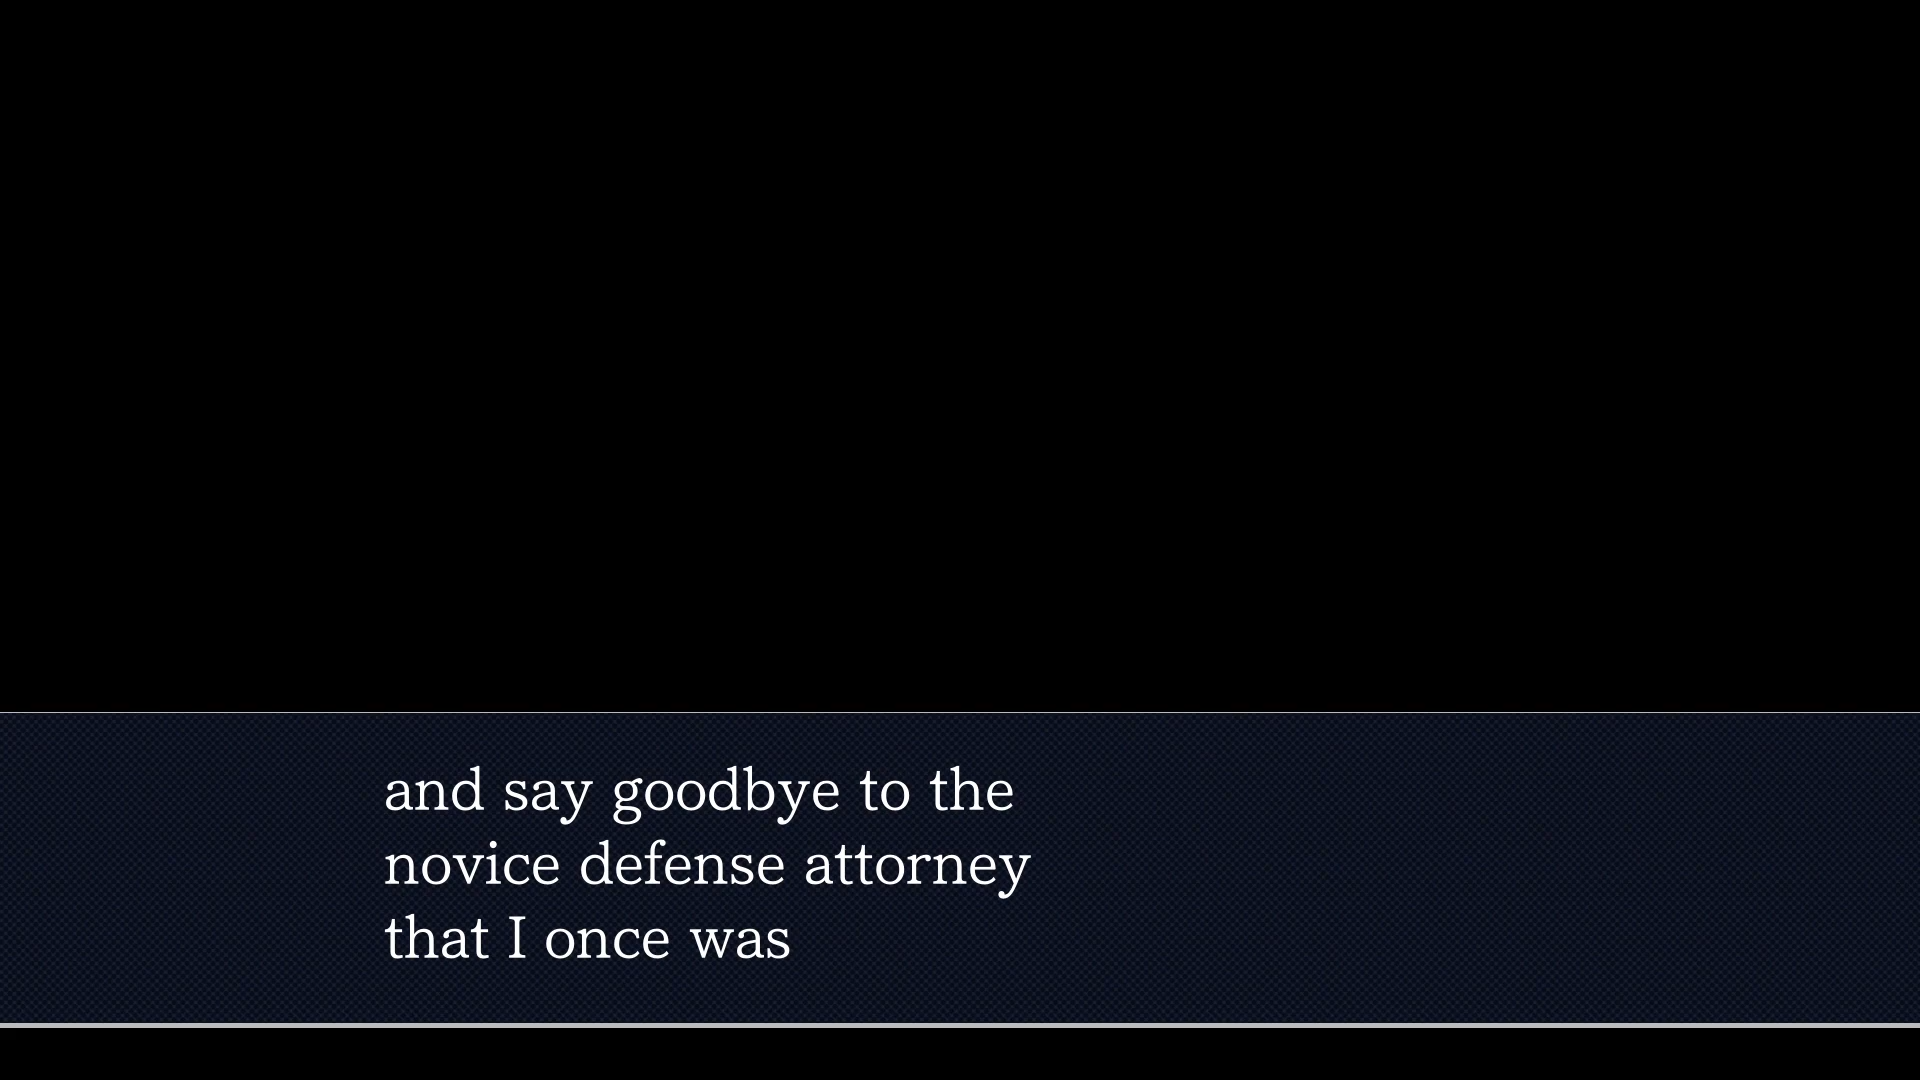 and say goodbye to the
novice defense attorney
that I once was